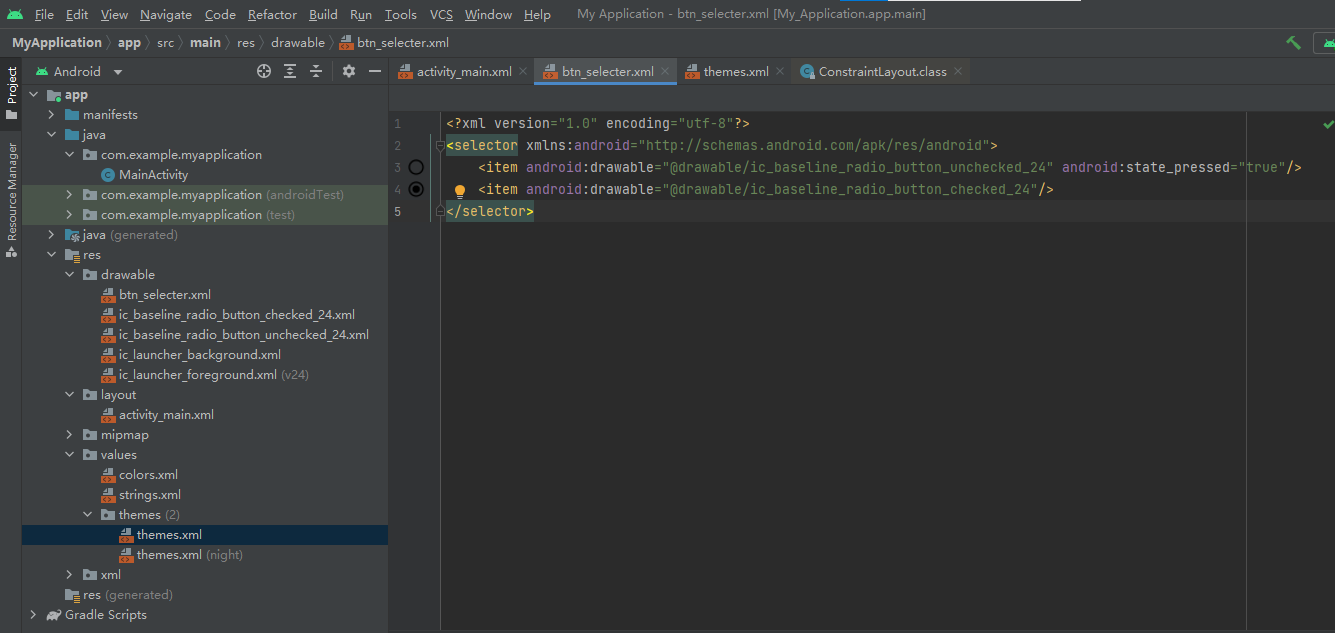 File Edit View Navigate Code Refactor Build Run Tools VCS Window Help My Application - btn_selecter.xml [My_Application.app.main]
MyApplication app src main res drawable btn_selecter.xml
Project
Resource Manager
Android
app
manifests
java
com.example.myapplication
MainActivity
com.example.myapplication (androidTest)
com.example.myapplication (test)
java (generated)
res
drawable
btn_selecter.xml
ic_baseline_radio_button_checked_24.xml
ic_baseline_radio_button_unchecked_24.xml
ic_launcher_background.xml
ic_launcher_foreground.xml (v24)
layout
activity_main.xml
mipmap
values
colors.xml
strings.xml
themes (2)
themes.xml
themes.xml (night)
xml
res (generated)
Gradle Scripts
activity_main.xml btn_selecter.xml themes.xml ConstraintLayout.class
1 <?xml version="1.0" encoding="utf-8"?>
2 <selector xmlns:android="http://schemas.android.com/apk/res/android">
3 <item android:drawable="@drawable/ic_baseline_radio_button_unchecked_24" android:state_pressed="true"/>
4 <item android:drawable="@drawable/ic_baseline_radio_button_checked_24"/>
5 </selector>